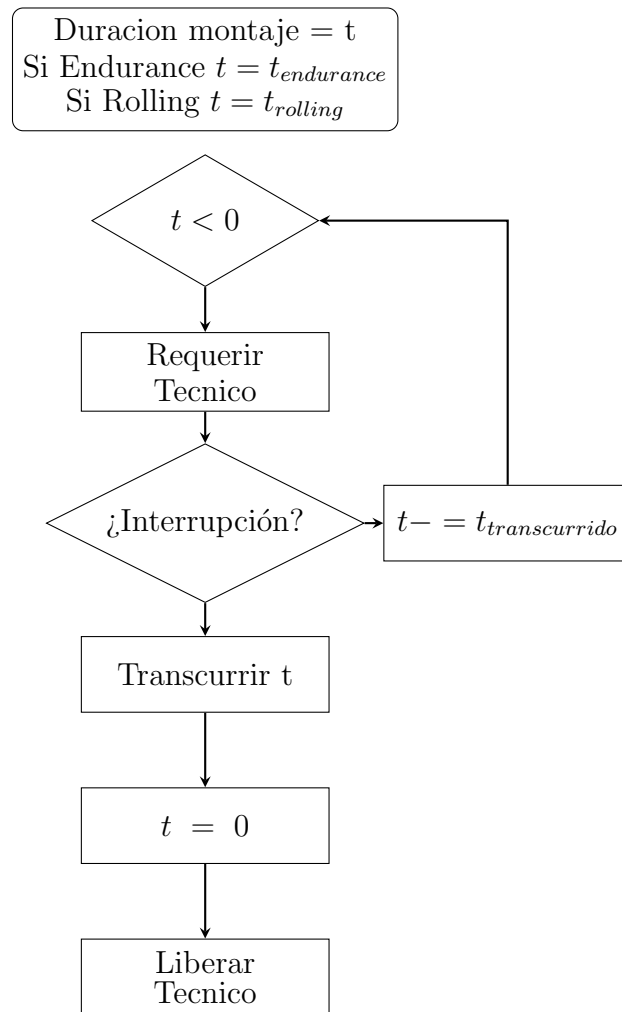 Duracion montaje = t
Si Endurance t = t_endurance
Si Rolling t = t_rolling
t < 0
Requerir
Tecnico
¿Interrupción?
t− = t_transcurrido
Transcurrir t
t = 0
Liberar
Tecnico